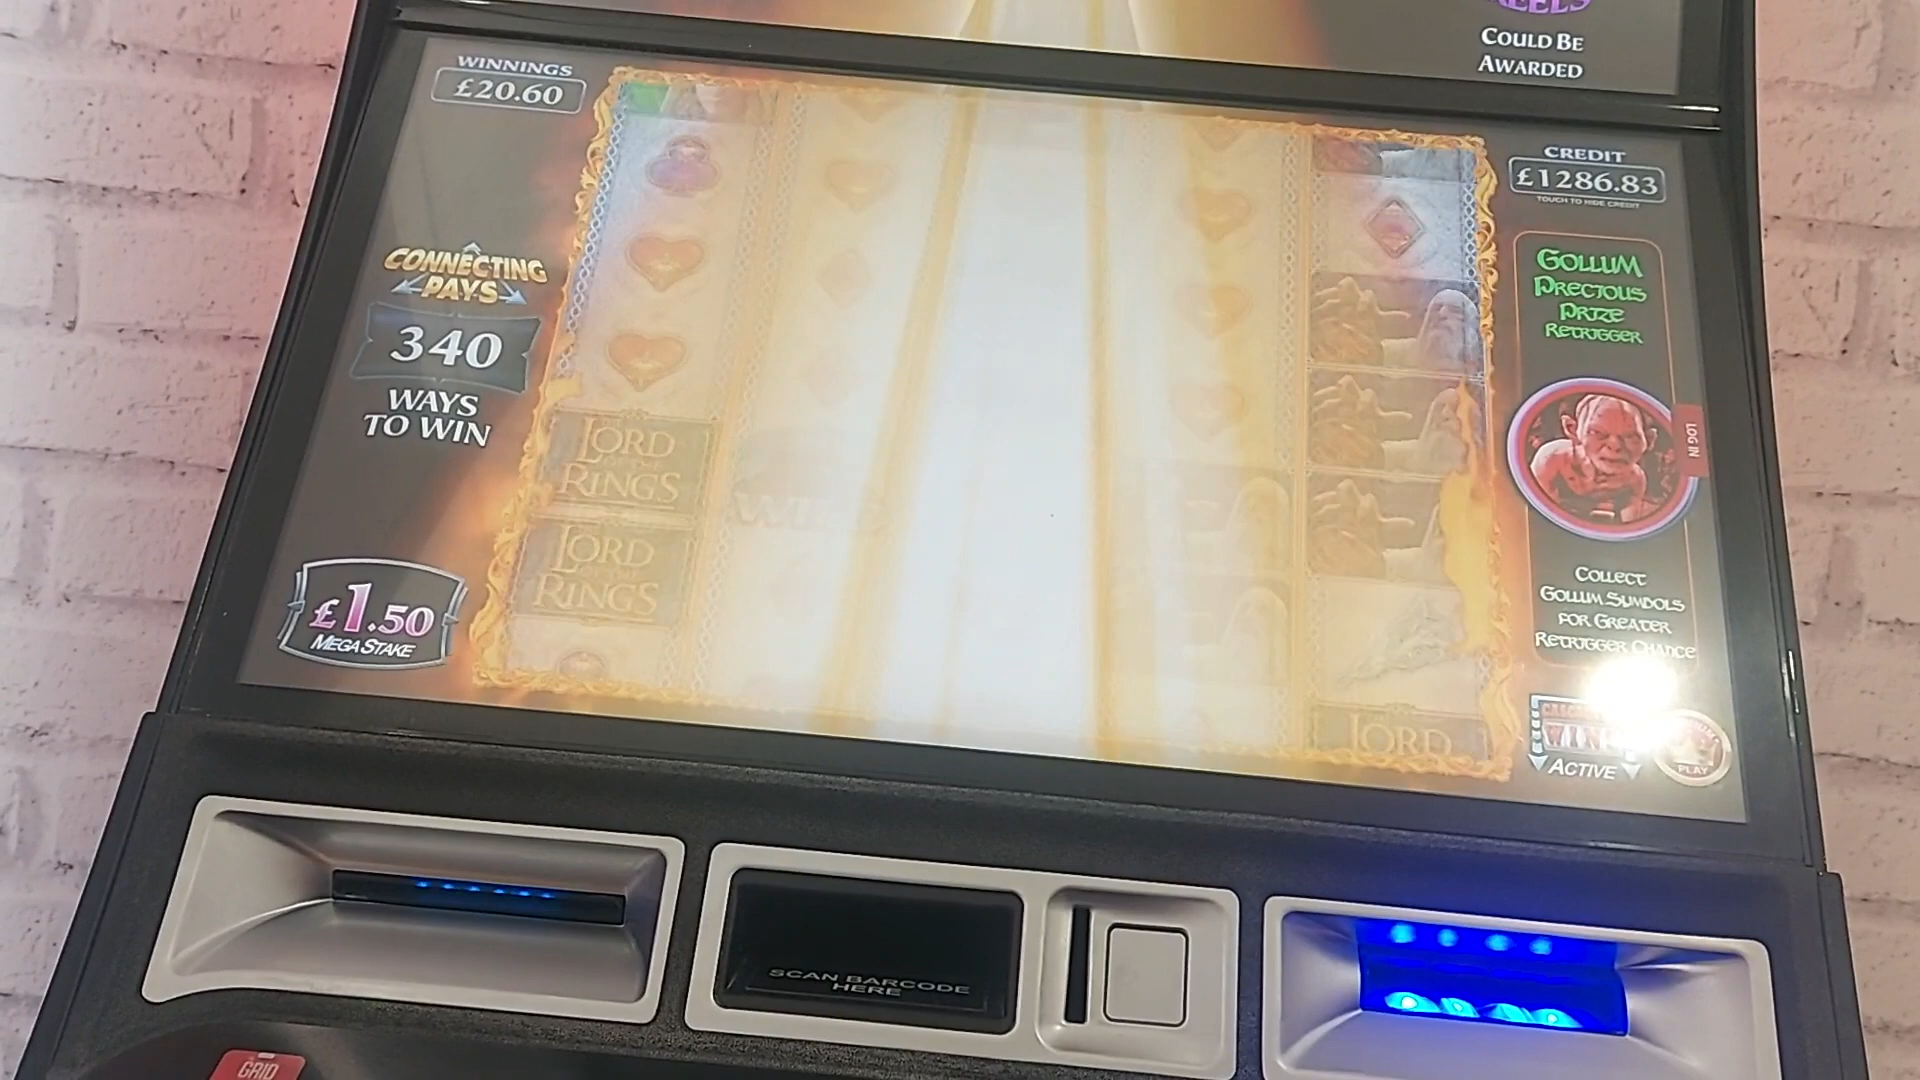 REELS
COULD BE
AWARDED
WINNINGS
£20.60
CREDIT
£1286.83
TOUCH TO HIDE CREDIT
CONNECTING
PAYS
340
WAYS
TO WIN
GOLLUM
PRECIOUS
PRIZE
RETRIGGER
LOG IN
LORD
RINGS
LORD
RINGS
WILD
COLLECT
GOLLUM SYMBOLS
FOR GREATER
RETRIGGER CHANCE
£1.50
MEGA STAKE
LORD
ACTIVE
PLAY
SCAN BARCODE
HERE
GRID